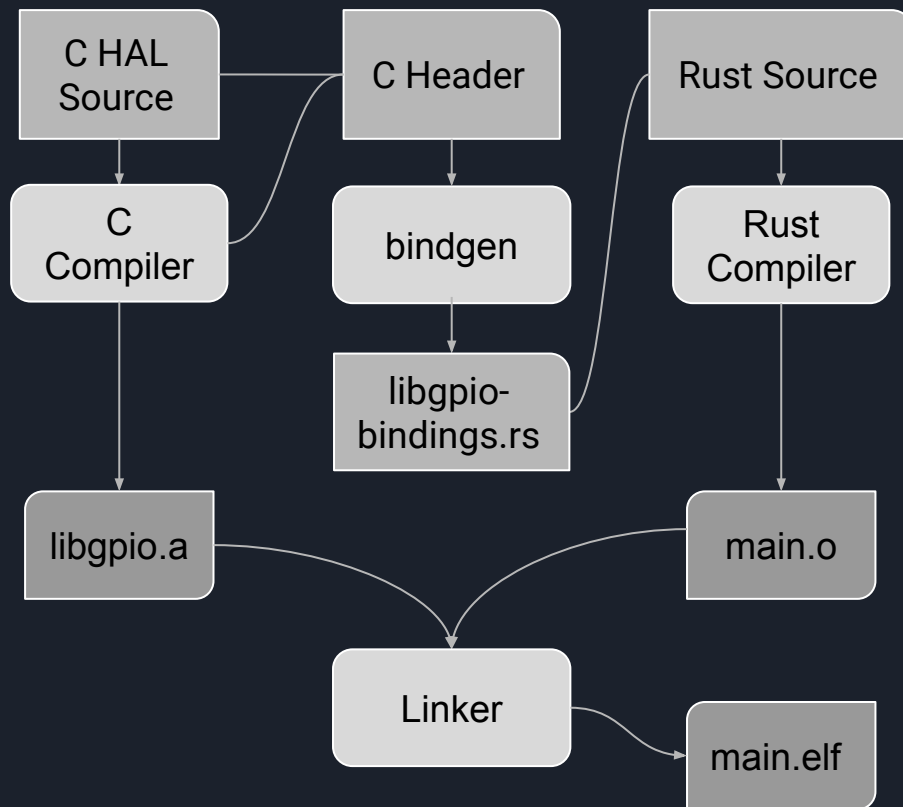 C HAL
Source
C Header
Rust Source
C
Compiler
bindgen
Rust
Compiler
libgpio-
bindings.rs
libgpio.a
main.o
Linker
main.elf